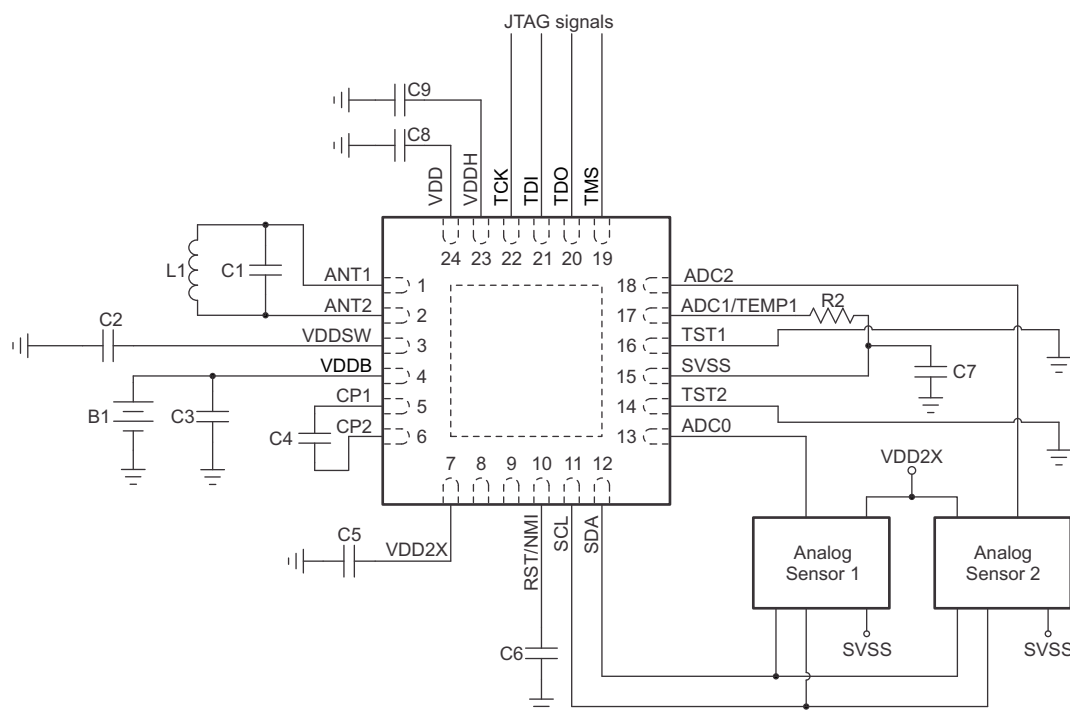 JTAG signals
C9
C8
VDD
VDDH
TCK
TDI
TDO
TMS
24
23
22
21
20
19
L1
C1
ANT1
1
ANT2
2
C2
VDDSW
3
VDDB
4
B1
C3
CP1
5
C4
CP2
6
18
ADC2
17
ADC1/TEMP1
R2
16
TST1
15
SVSS
C7
14
TST2
13
ADC0
7
8
9
10
11
12
C5
VDD2X
RST/NMI
SCL
SDA
C6
VDD2X
Analog
Sensor 1
Analog
Sensor 2
SVSS
SVSS